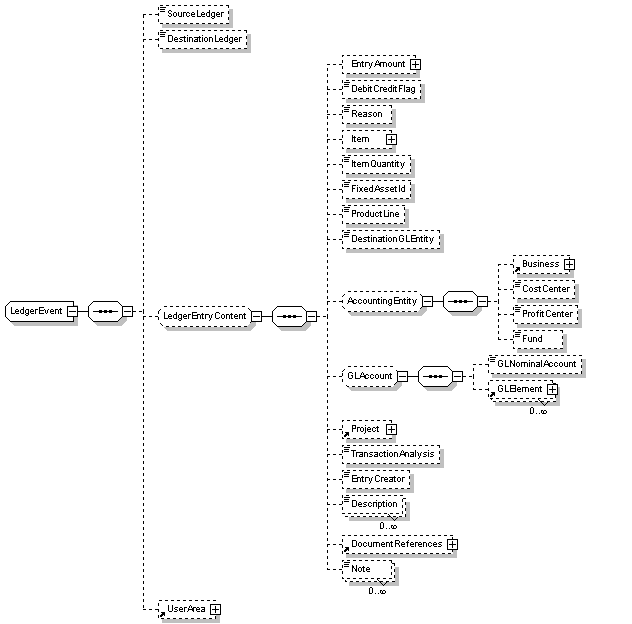 SourceLedger
DestinationLedger
EntryAmount
DebitCreditFlag
Reason
Item
ItemQuantity
FixedAssetId
ProductLine
DestinationGLEntity
Business
CostCenter
LedgerEvent
LedgerEntryContent
AccountingEntity
ProfitCenter
Fund
GLAccount
GLNominalAccount
GLElement
0..∞
Project
TransactionAnalysis
EntryCreator
Description
0..∞
DocumentReferences
Note
0..∞
UserArea